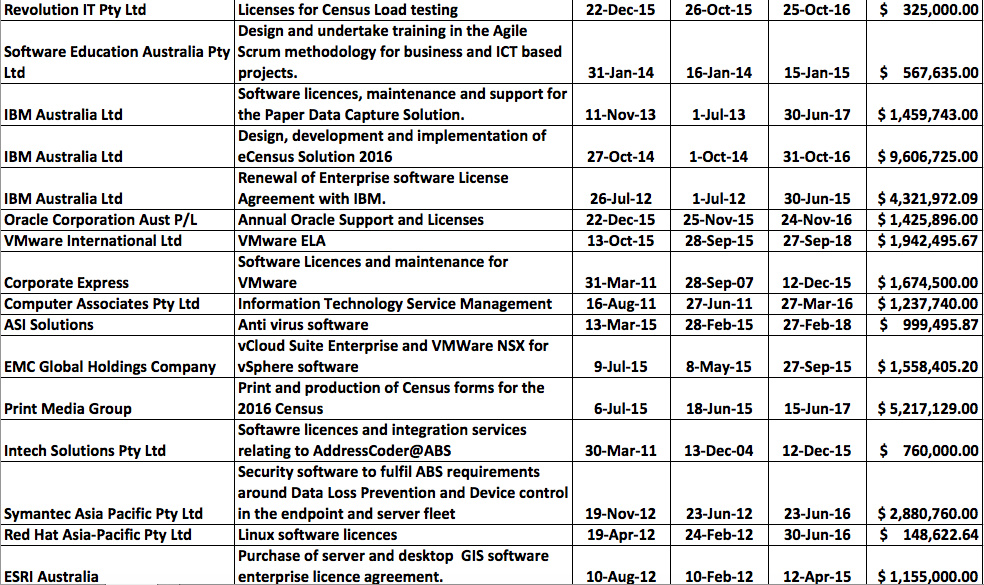 Revolution IT Pty Ltd Licenses for Census Load testing 22-Dec-15 26-Oct-15 25-Oct-16 $ 325,000.00
Design and undertake training in the Agile
Software Education Australia Pty Scrum methodology for business and ICT based
Ltd projects. 31-Jan-14 16-Jan-14 15-Jan-15 $ 567,635.00
Software licences, maintenance and support for
IBM Australia Ltd the Paper Data Capture Solution. 11-Nov-13 1-Jul-13 30-Jun-17 $ 1,459,743.00
Design, development and implementation of
IBM Australia Ltd eCensus Solution 2016 27-Oct-14 1-Oct-14 31-Oct-16 $ 9,606,725.00
Renewal of Enterprise software License
IBM Australia Ltd Agreement with IBM. 26-Jul-12 1-Jul-12 30-Jun-15 $ 4,321,972.09
Oracle Corporation Aust P/L Annual Oracle Support and Licenses 22-Dec-15 25-Nov-15 24-Nov-16 $ 1,425,896.00
VMware International Ltd VMware ELA 13-Oct-15 28-Sep-15 27-Sep-18 $ 1,942,495.67
Software Licences and maintenance for
Corporate Express VMware 31-Mar-11 28-Sep-07 12-Dec-15 $ 1,674,500.00
Computer Associates Pty Ltd Information Technology Service Management 16-Aug-11 27-Jun-11 27-Mar-16 $ 1,237,740.00
ASI Solutions Anti virus software 13-Mar-15 28-Feb-15 27-Feb-18 $ 999,495.87
vCloud Suite Enterprise and VMWare NSX for
EMC Global Holdings Company vSphere software 9-Jul-15 8-May-15 27-Sep-15 $ 1,558,405.20
Print and production of Census forms for the
Print Media Group 2016 Census 6-Jul-15 18-Jun-15 15-Jun-17 $ 5,217,129.00
Softawre licences and integration services
Intech Solutions Pty Ltd relating to AddressCoder@ABS 30-Mar-11 13-Dec-04 12-Dec-15 $ 760,000.00
Security software to fulfil ABS requirements
around Data Loss Prevention and Device control
Symantec Asia Pacific Pty Ltd in the endpoint and server fleet 19-Nov-12 23-Jun-12 23-Jun-16 $ 2,880,760.00
Red Hat Asia-Pacific Pty Ltd Linux software licences 19-Apr-12 24-Feb-12 30-Jun-16 $ 148,622.64
Purchase of server and desktop GIS software
ESRI Australia enterprise licence agreement. 10-Aug-12 10-Feb-12 12-Apr-15 $ 1,155,000.00